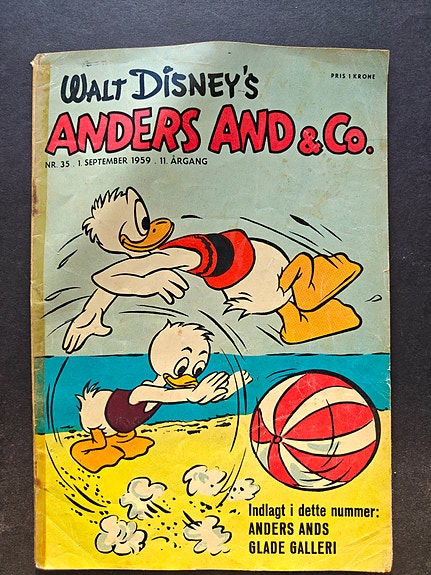 WALT DISNEY'S
PRIS 1 KRONE
ANDERS AND & Co.
NR. 35 . 1. SEPTEMBER 1959 . 11. ÅRGANG
Indlagt i dette nummer:
ANDERS ANDS
GLADE GALLERI